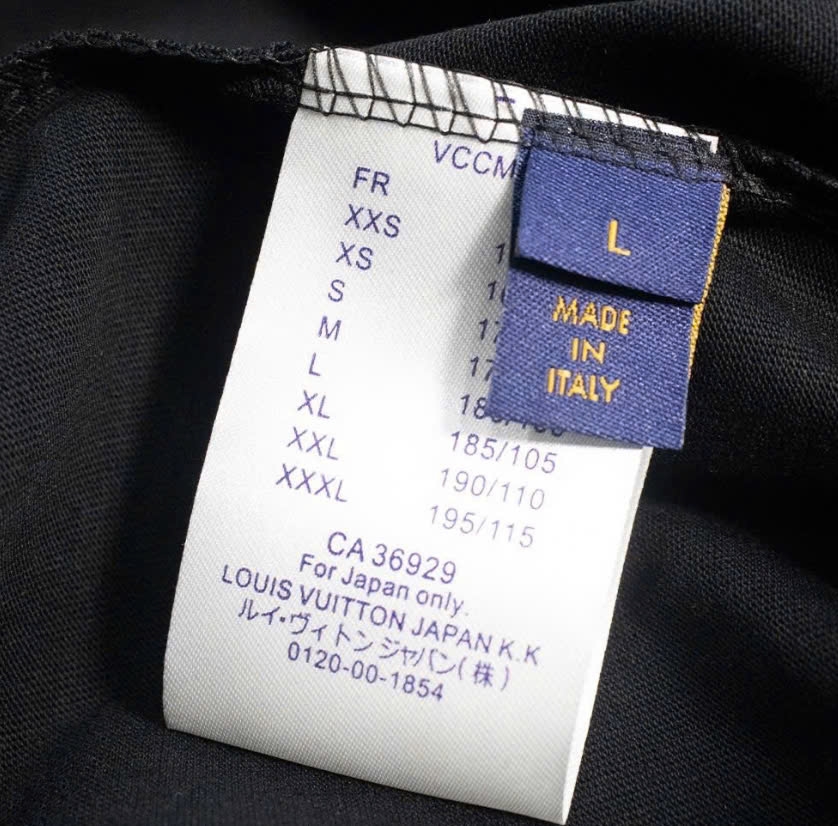 VCCM
FR
XXS
XS
S
M
L
XL
XXL 185/105
XXXL 190/110
195/115
CA 36929
For Japan only.
LOUIS VUITTON JAPAN K.K
ルイ・ヴィトン ジャパン(株)
0120-00-1854
L
MADE
IN
ITALY